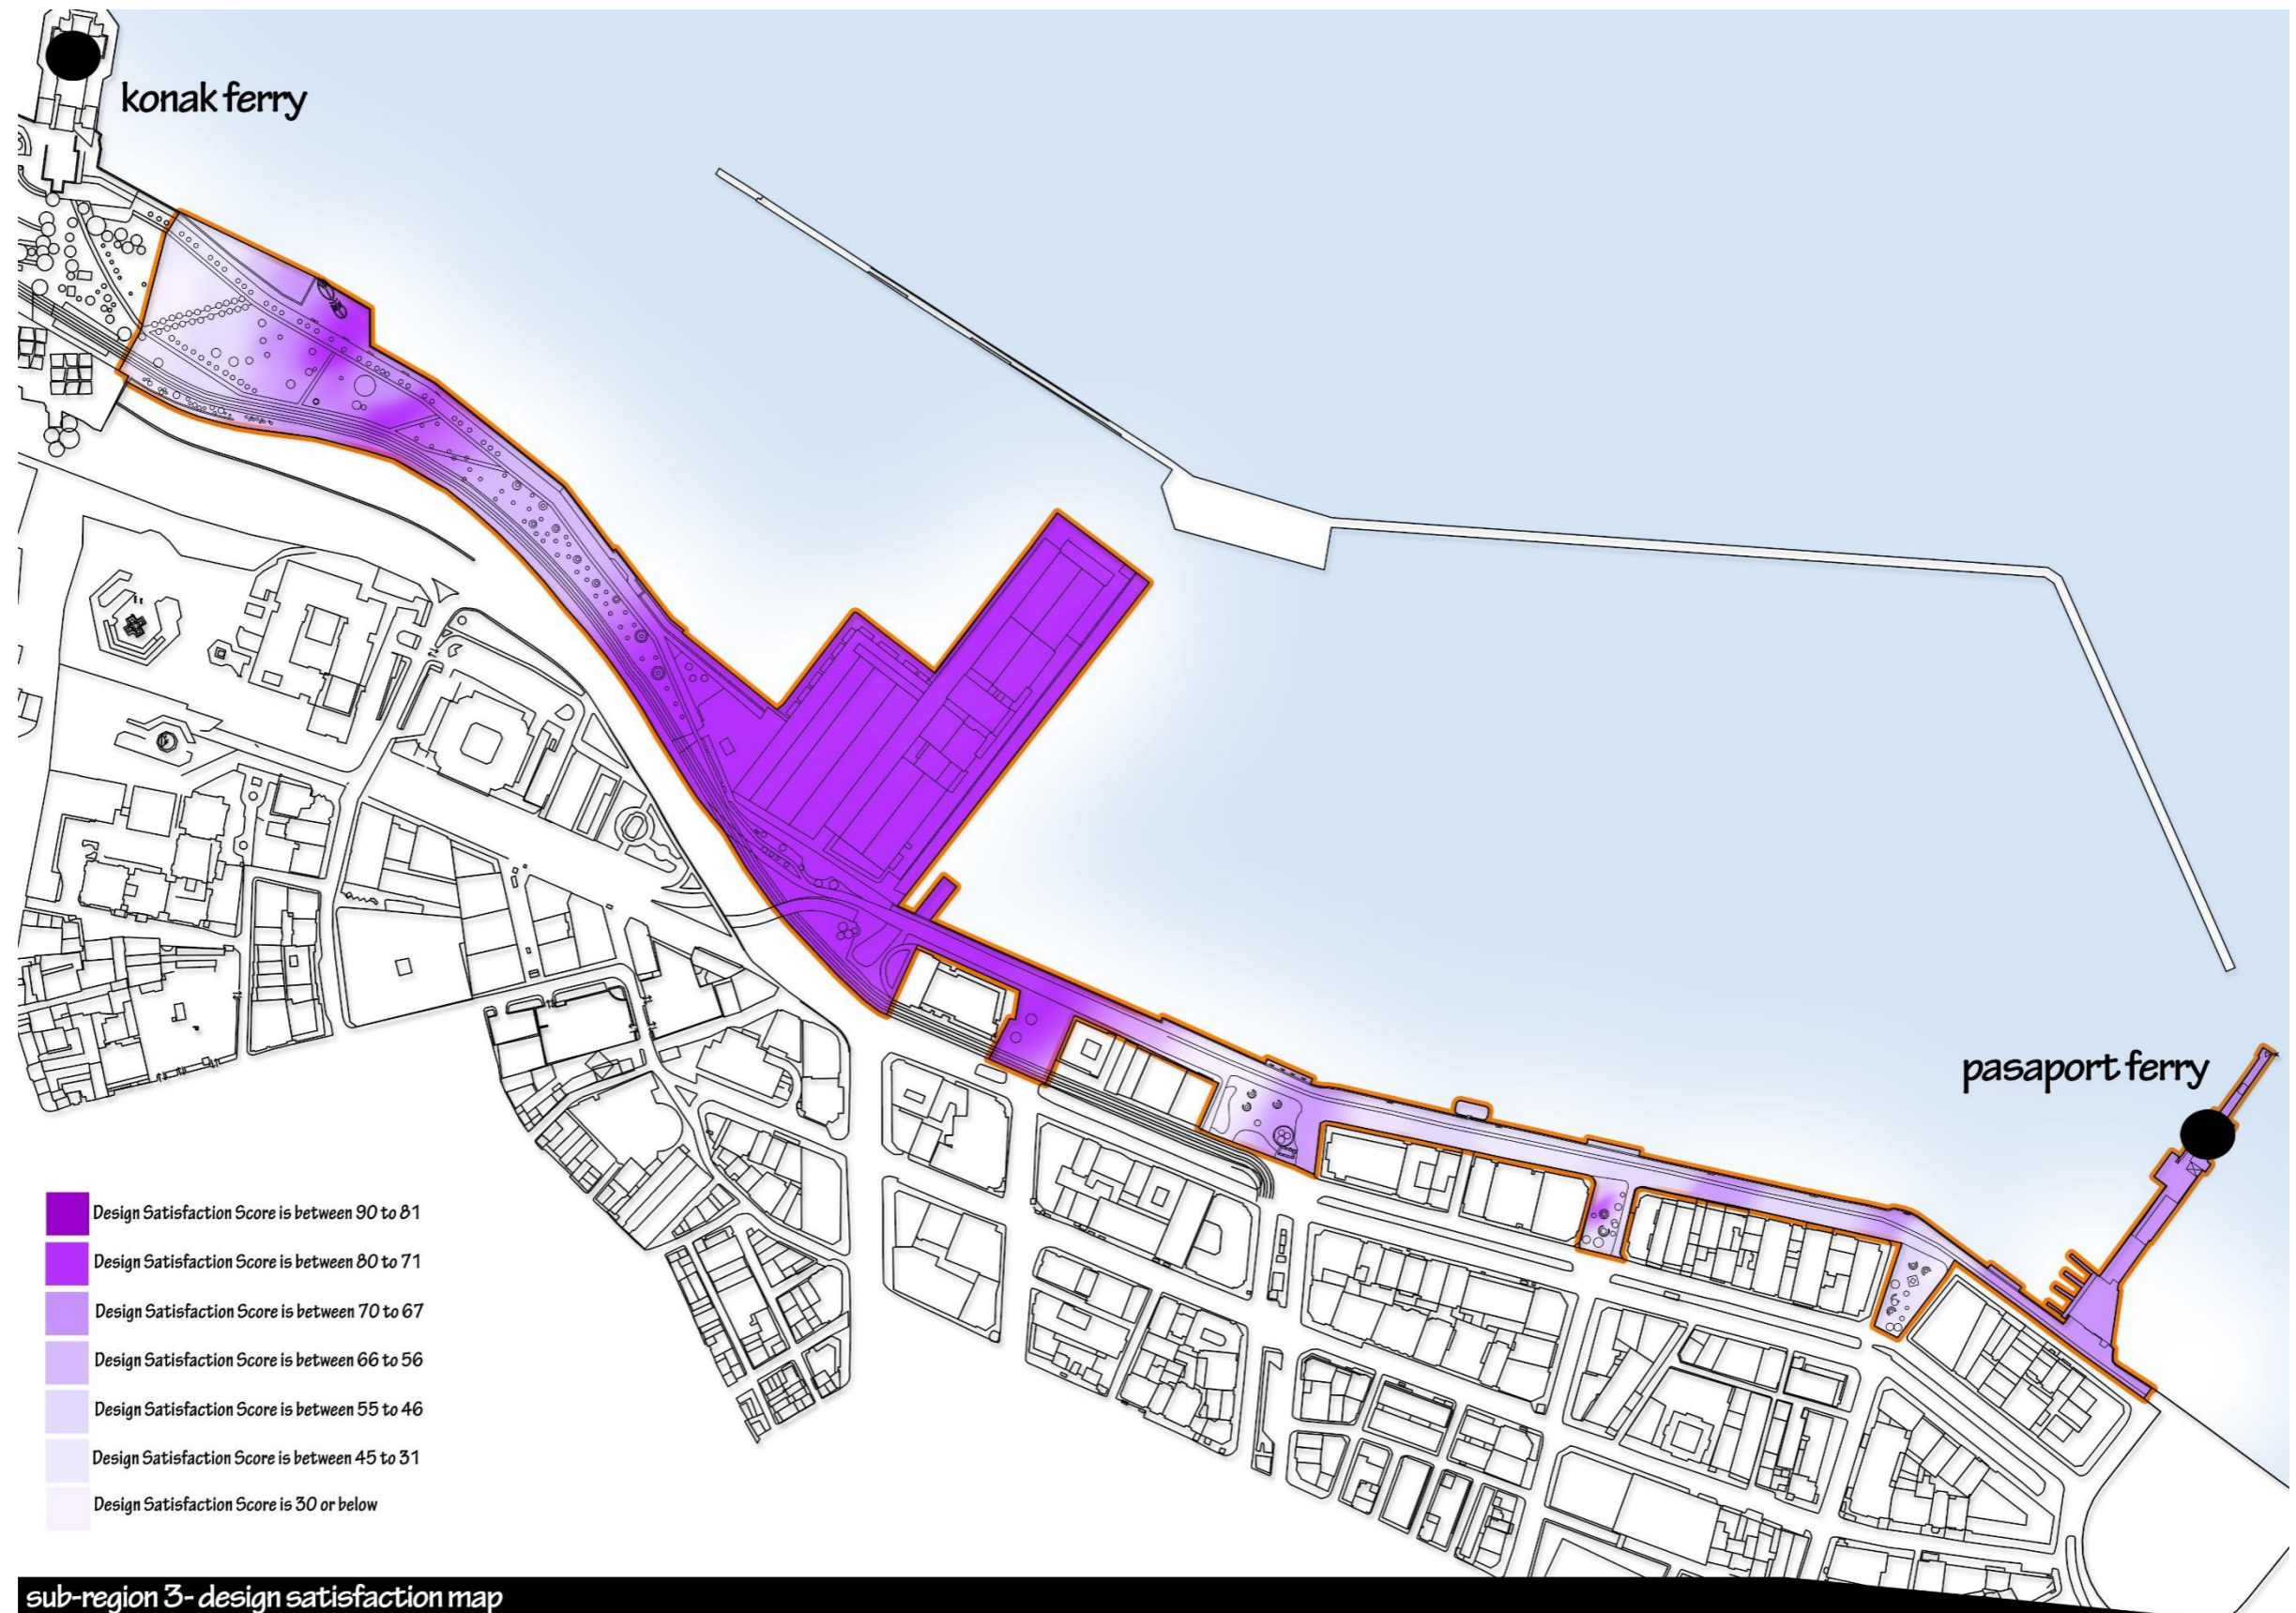 konak ferry
pasaport ferry
Design Satisfaction Score is between 90 to 81
Design Satisfaction Score is between 80 to 71
Design Satisfaction Score is between 70 to 67
Design Satisfaction Score is between 66 to 56
Design Satisfaction Score is between 55 to 46
Design Satisfaction Score is between 45 to 31
Design Satisfaction Score is 30 or below
sub-region 3- design satisfaction map